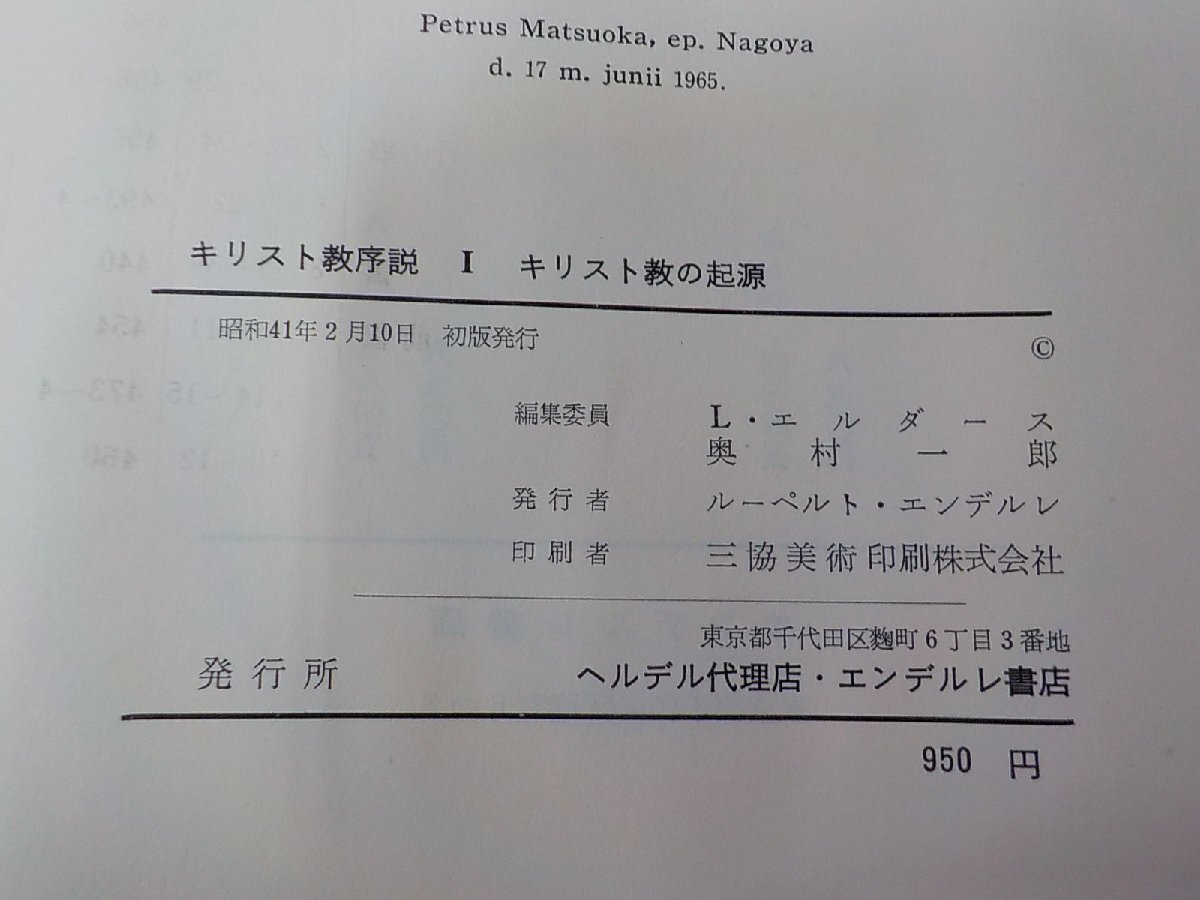 Petrus Matsuoka, ep. Nagoya
d. 17 m. junii 1965.
キリスト教序説 I キリスト教の起源
昭和41年2月10日 初版発行 ©
編集委員 L・エルダース
奥村一郎
発行者 ルーペルト・エンデルレ
印刷者 三協美術印刷株式会社
東京都千代田区麴町6丁目3番地
発行所 ヘルデル代理店・エンデルレ書店
950 円